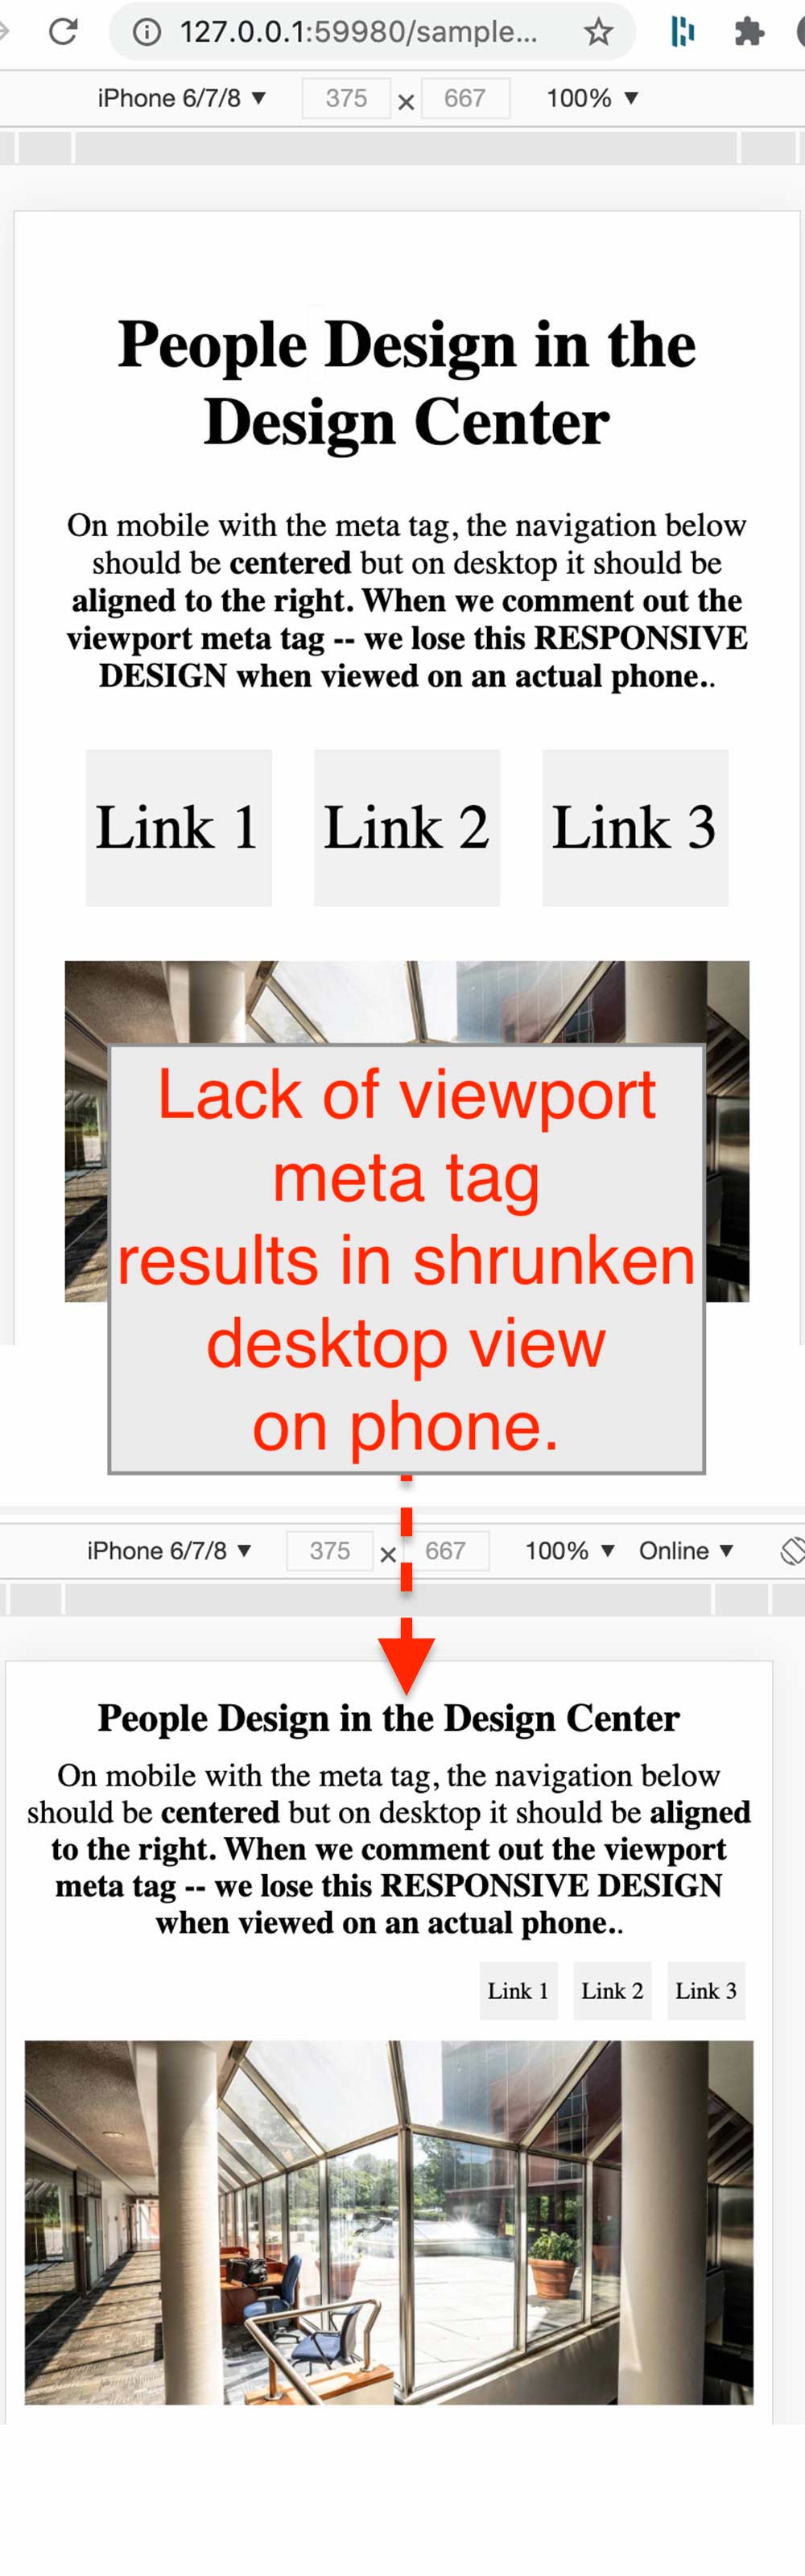 127.0.0.1:59980/sample...
iPhone 6/7/8 ▼ 375 × 667 100% ▼
People Design in the
Design Center
On mobile with the meta tag, the navigation below
should be centered but on desktop it should be
aligned to the right. When we comment out the
viewport meta tag -- we lose this RESPONSIVE
DESIGN when viewed on an actual phone..
Link 1 Link 2 Link 3
Lack of viewport
meta tag
results in shrunken
desktop view
on phone.
iPhone 6/7/8 ▼ 375 × 667 100% ▼ Online ▼
People Design in the Design Center
On mobile with the meta tag, the navigation below
should be centered but on desktop it should be aligned
to the right. When we comment out the viewport
meta tag -- we lose this RESPONSIVE DESIGN
when viewed on an actual phone..
Link 1 Link 2 Link 3